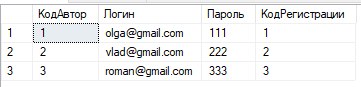 КодАвтор Логин Пароль КодРегистрации
1 1 olga@gmail.com 111 1
2 2 vlad@gmail.com 222 2
3 3 roman@gmail.com 333 3